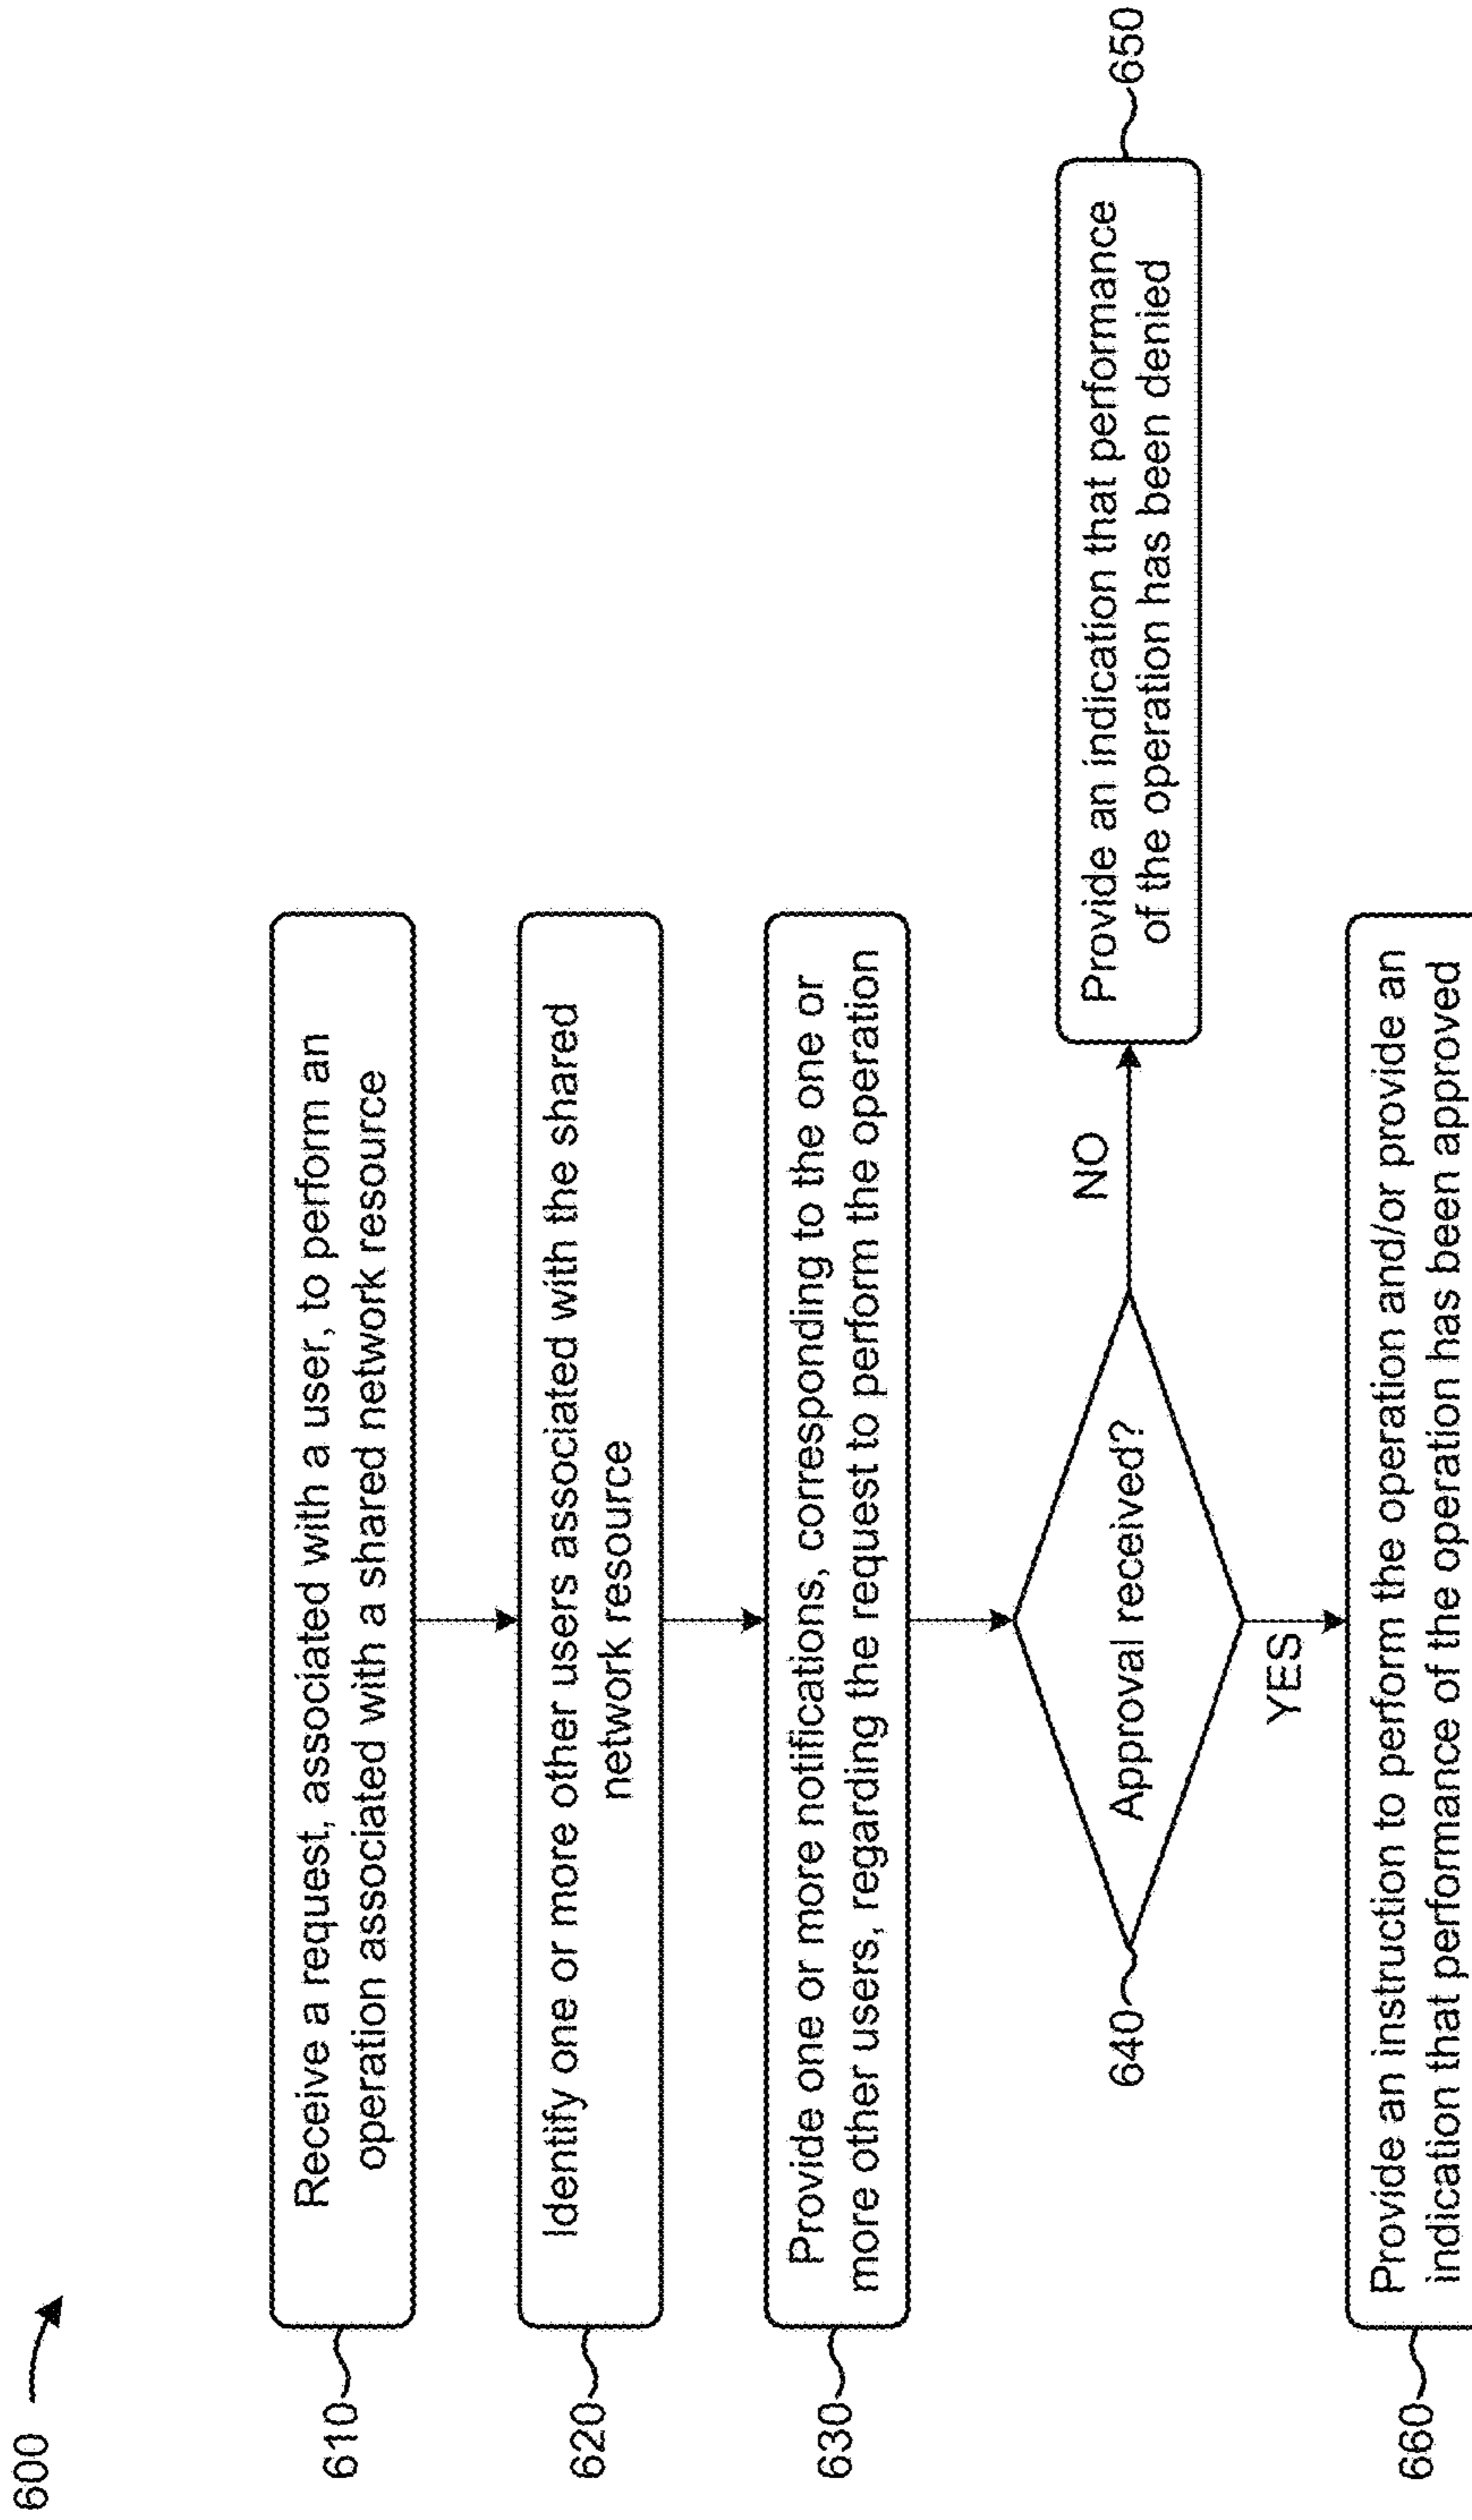 600
610
Receive a request, associated with a user, to perform an
operation associated with a shared network resource
620
Identify one or more other users associated with the shared
network resource
630
Provide one or more notifications, corresponding to the one or
more other users, regarding the request to perform the operation
640
Approval received?
NO
650
Provide an indication that performance
of the operation has been denied
YES
660
Provide an instruction to perform the operation and/or provide an
indication that performance of the operation has been approved